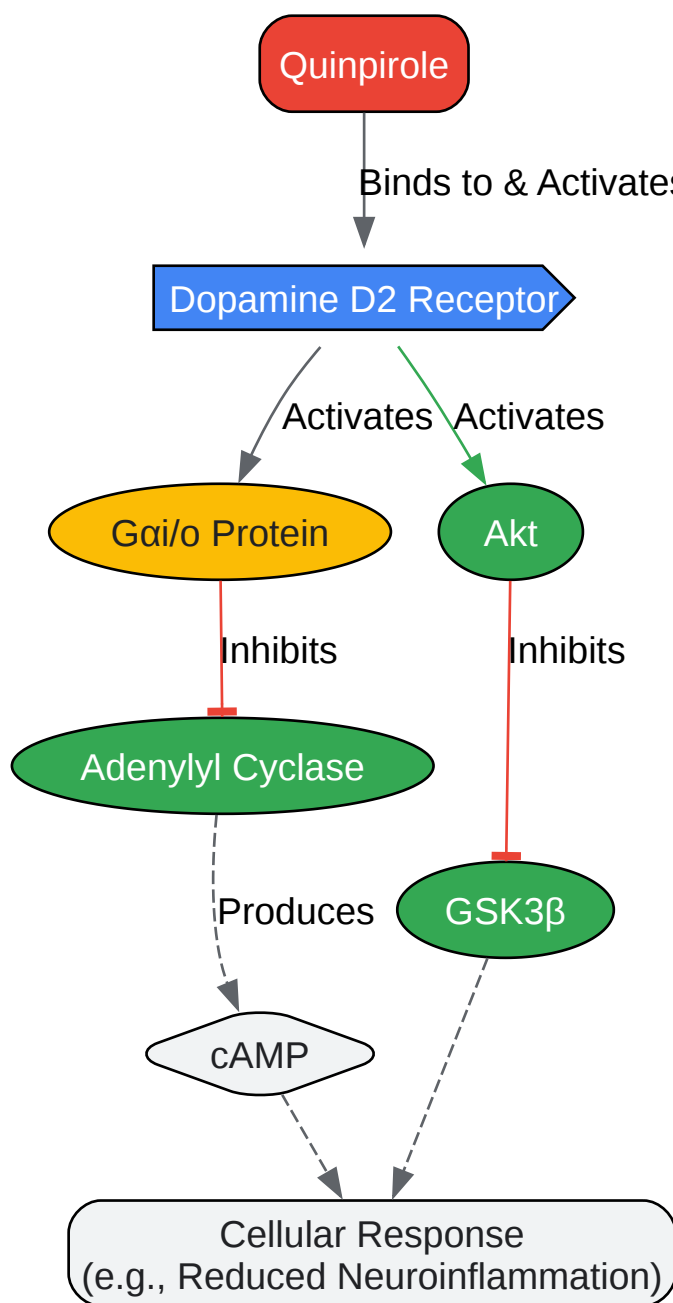 Quinpirole
Binds to & Activates
Dopamine D2 Receptor
Activates
Activates
Gαi/o Protein
Akt
Inhibits
Inhibits
Adenylyl Cyclase
Produces
GSK3β
cAMP
Cellular Response
(e.g., Reduced Neuroinflammation)